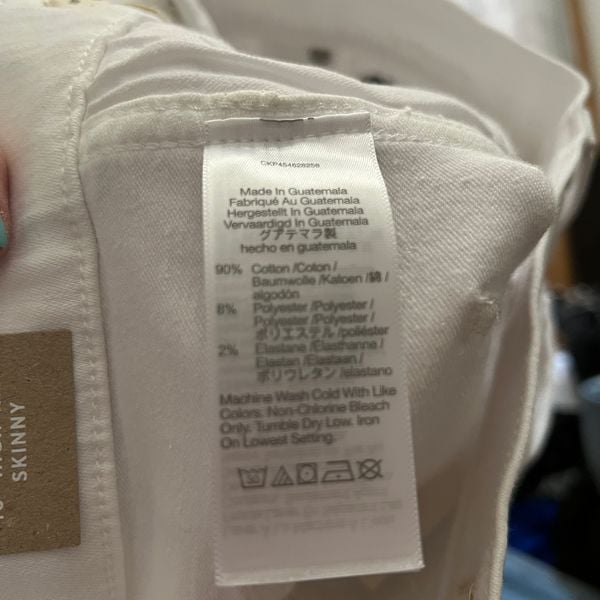 CKP454628258
Made In Guatemala
Fabriqué Au Guatemala
Hergestellt In Guatemala
Vervaardigd In Guatemala
グアテマラ製
hecho en guatemala
90% Cotton /Coton /
Baumwolle /Katoen /綿 /
algodón
8% Polyester /Polyester /
Polyester /Polyester /
ポリエステル /poliéster
2% Elastane /Elasthanne /
Elastan /Elastaan /
ポリウレタン /elastano
Machine Wash Cold With Like
Colors. Non-Chlorine Bleach
Only. Tumble Dry Low. Iron
On Lowest Setting.
SKINNY